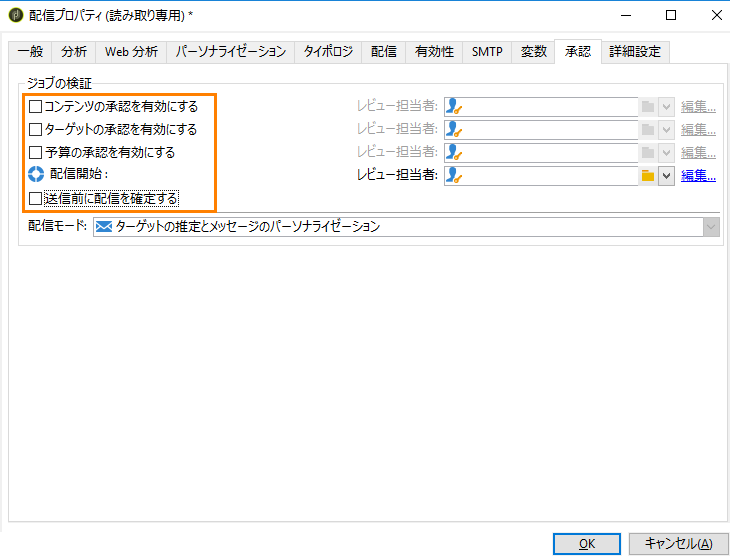 配信プロパティ (読み取り専用) *
一般 分析 Web 分析 パーソナライゼーション タイポロジ 配信 有効性 SMTP 変数 承認 詳細設定
ジョブの検証
コンテンツの承認を有効にする レビュー担当者: 編集...
ターゲットの承認を有効にする レビュー担当者: 編集...
予算の承認を有効にする レビュー担当者: 編集...
配信開始 : レビュー担当者: 編集...
送信前に配信を確定する
配信モード: ターゲットの推定とメッセージのパーソナライゼーション
OK キャンセル(A)